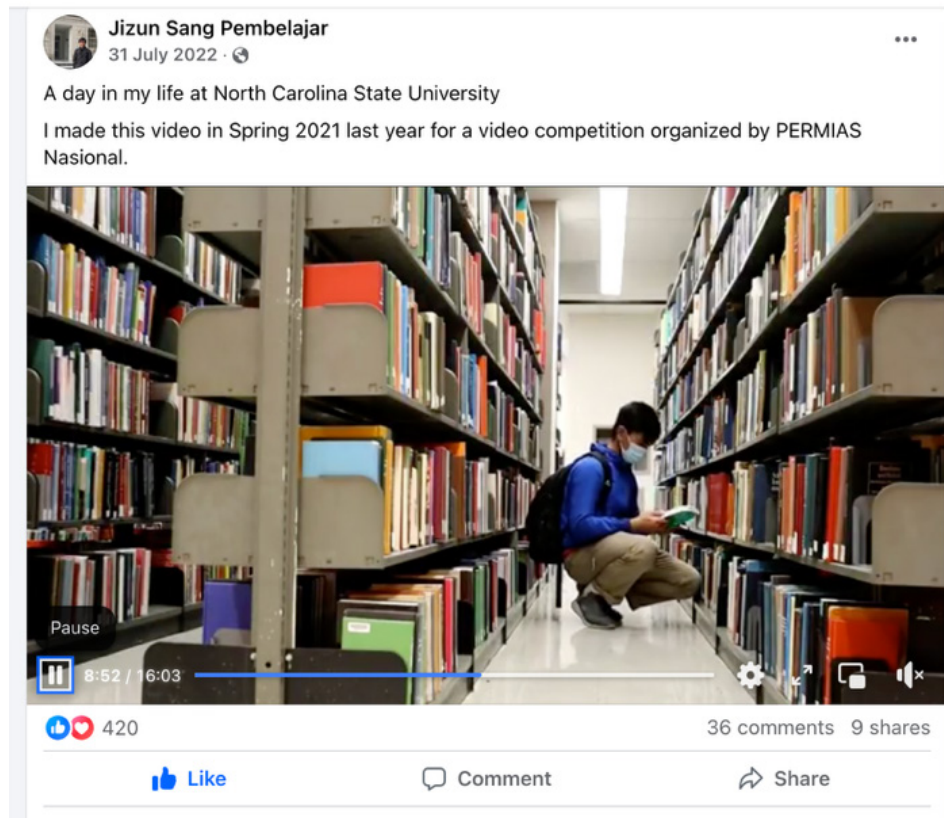 Jizun Sang Pembelajar
31 July 2022 ·
A day in my life at North Carolina State University
I made this video in Spring 2021 last year for a video competition organized by PERMIAS
Nasional.
Pause
8:52 / 16:03
420
36 comments 9 shares
Like
Comment
Share